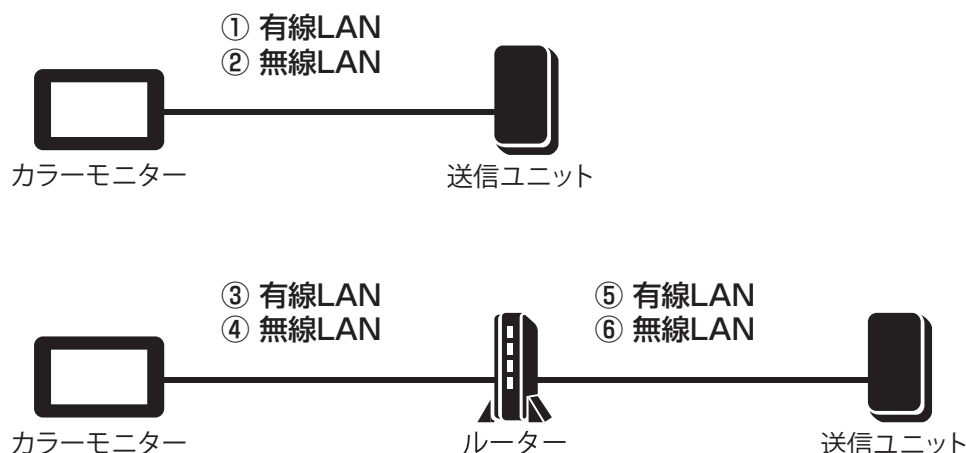 ① 有線LAN
② 無線LAN
カラーモニター
送信ユニット
③ 有線LAN
④ 無線LAN
⑤ 有線LAN
⑥ 無線LAN
カラーモニター
ルーター
送信ユニット